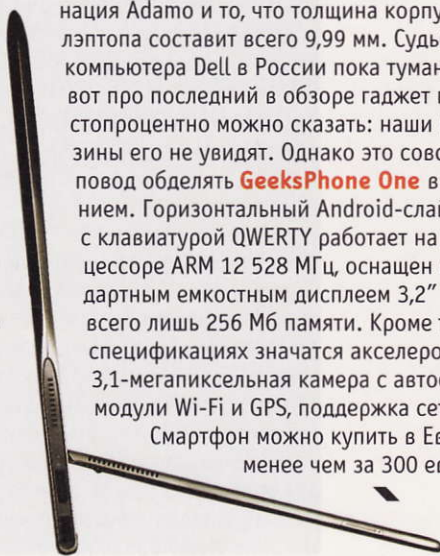 нация Adamo и то, что толщина корпу
лэптопа составит всего 9,99 мм. Судь
компьютера Dell в России пока туман
вот про последний в обзоре гаджет
стопроцентно можно сказать: наши
зины его не увидят. Однако это совс
повод обделять GeeksPhone One в
нием. Горизонтальный Android-слай
с клавиатурой QWERTY работает на
цессоре ARM 12 528 МГц, оснащен
дартным емкостным дисплеем 3,2″
всего лишь 256 Мб памяти. Кроме т
спецификациях значатся акселеро
3,1-мегапиксельная камера с авто
модули Wi-Fi и GPS, поддержка се
Смартфон можно купить в Ев
менее чем за 300 ев